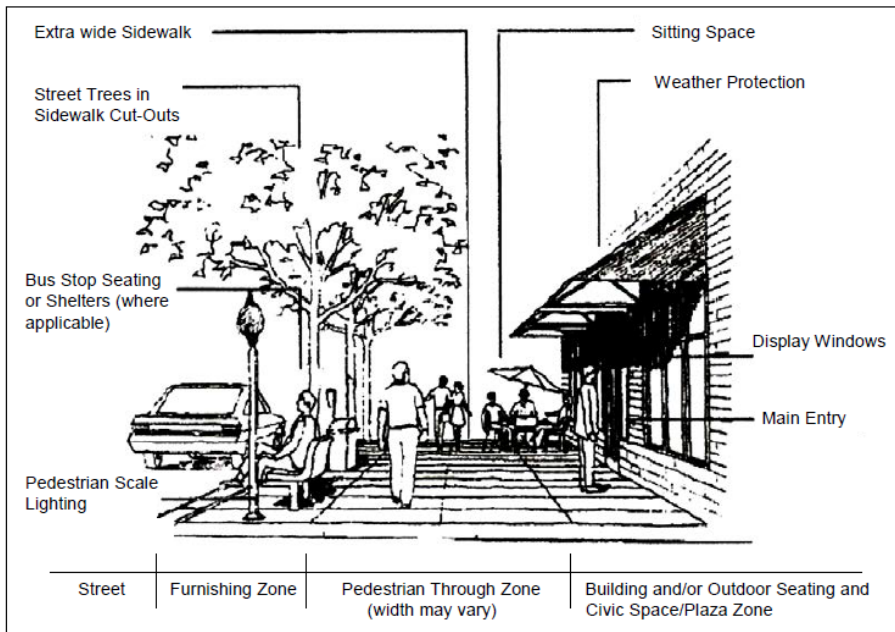 Extra wide Sidewalk
Sitting Space
Street Trees in
Sidewalk Cut-Outs
Weather Protection
Bus Stop Seating
or Shelters (where
applicable)
Display Windows
Main Entry
Pedestrian Scale
Lighting
Street
Furnishing Zone
Pedestrian Through Zone
(width may vary)
Building and/or Outdoor Seating and
Civic Space/Plaza Zone